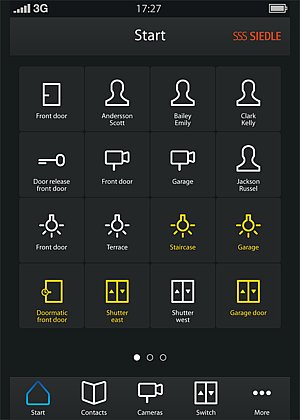 3G 17:27
Start
SSS SIEDLE
Front door
Andersson
Scott
Bailey
Emily
Clark
Kelly
Door release
front door
Front door
Garage
Jackson
Russel
Front door
Terrace
Staircase
Garage
Doormatic
front door
Shutter
east
Shutter
west
Garage door
Start
Contacts
Cameras
Switch
More